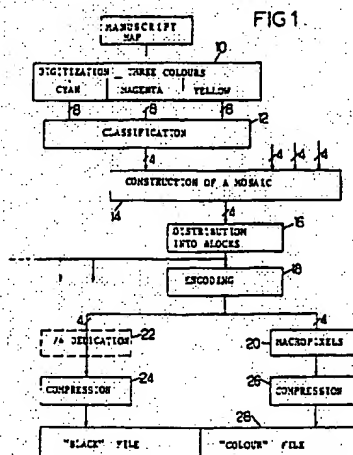 FIG 1.
MANUSCRIPT
MAP
10
DIGITIZATION THREE COLOURS
CYAN MAGENTA YELLOW
8 8 8
CLASSIFICATION
12
4 4 4 4
CONSTRUCTION OF A MOSAIC
14
4
DISTRIBUTION
INTO BLOCKS
16
ENCODING
18
4 4
DEDICATION
22
20
MACROPIXELS
COMPRESSION
24
26
COMPRESSION
28
"BLACK" FILE "COLOUR" FILE